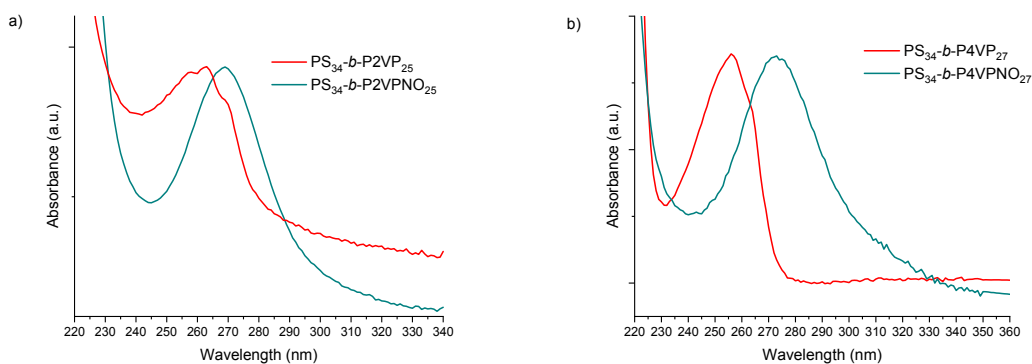 a)
PS34-b-P2VP25
PS34-b-P2VPNO25
Absorbance (a.u.)
220 230 240 250 260 270 280 290 300 310 320 330 340
Wavelength (nm)
b)
PS34-b-P4VP27
PS34-b-P4VPNO27
Absorbance (a.u.)
220 230 240 250 260 270 280 290 300 310 320 330 340 350 360
Wavelength (nm)